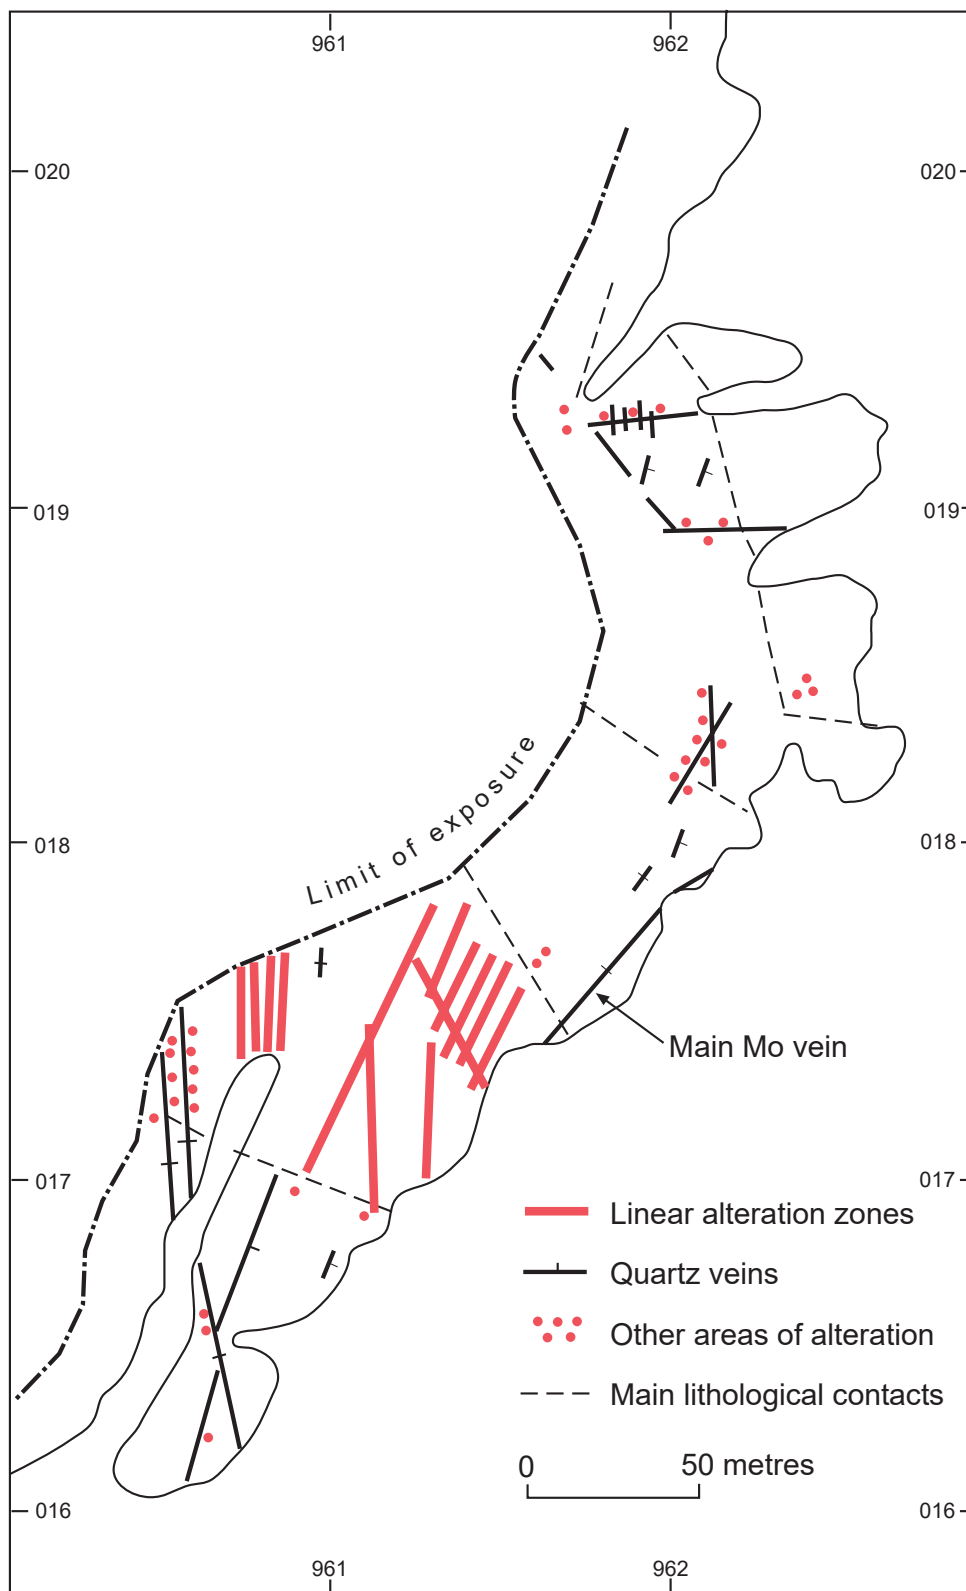 961
962
020
020
019
019
Limit of exposure
018
018
Main Mo vein
017
017
Linear alteration zones
Quartz veins
Other areas of alteration
Main lithological contacts
0
50 metres
016
016
961
962